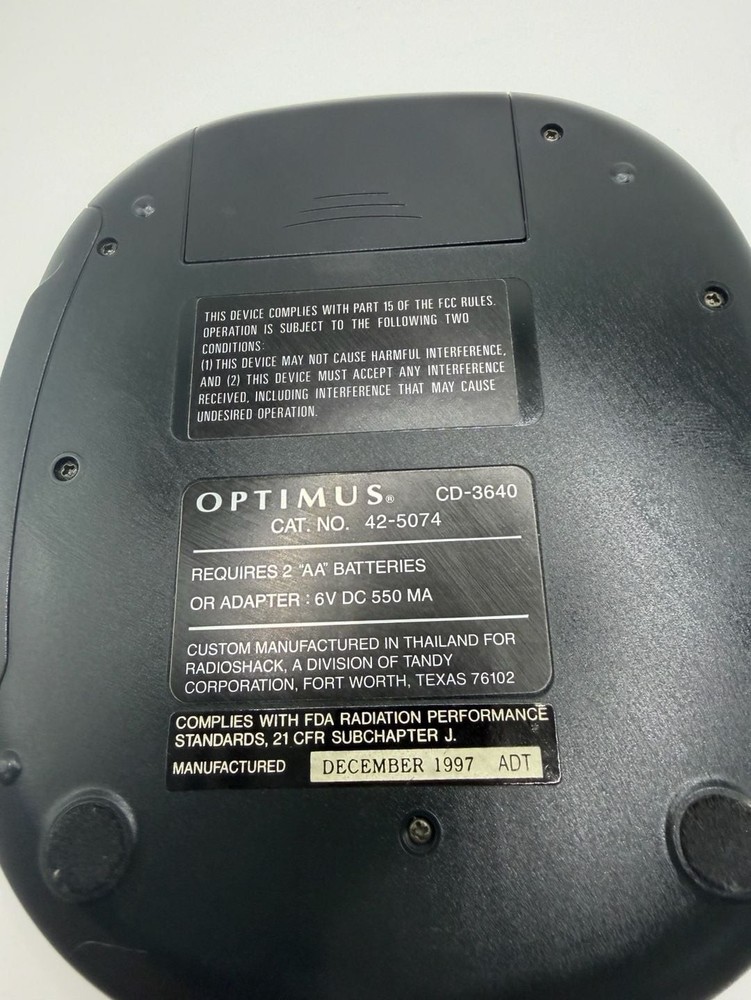 THIS DEVICE COMPLIES WITH PART 15 OF THE FCC RULES.
OPERATION IS SUBJECT TO THE FOLLOWING TWO
CONDITIONS:
(1) THIS DEVICE MAY NOT CAUSE HARMFUL INTERFERENCE,
AND (2) THIS DEVICE MUST ACCEPT ANY INTERFERENCE
RECEIVED, INCLUDING INTERFERENCE THAT MAY CAUSE
UNDESIRED OPERATION.
OPTIMUS® CD-3640
CAT. NO. 42-5074
REQUIRES 2 "AA" BATTERIES
OR ADAPTER : 6V DC 550 MA
CUSTOM MANUFACTURED IN THAILAND FOR
RADIOSHACK, A DIVISION OF TANDY
CORPORATION, FORT WORTH, TEXAS 76102
COMPLIES WITH FDA RADIATION PERFORMANCE
STANDARDS, 21 CFR SUBCHAPTER J.
MANUFACTURED DECEMBER 1997 ADT